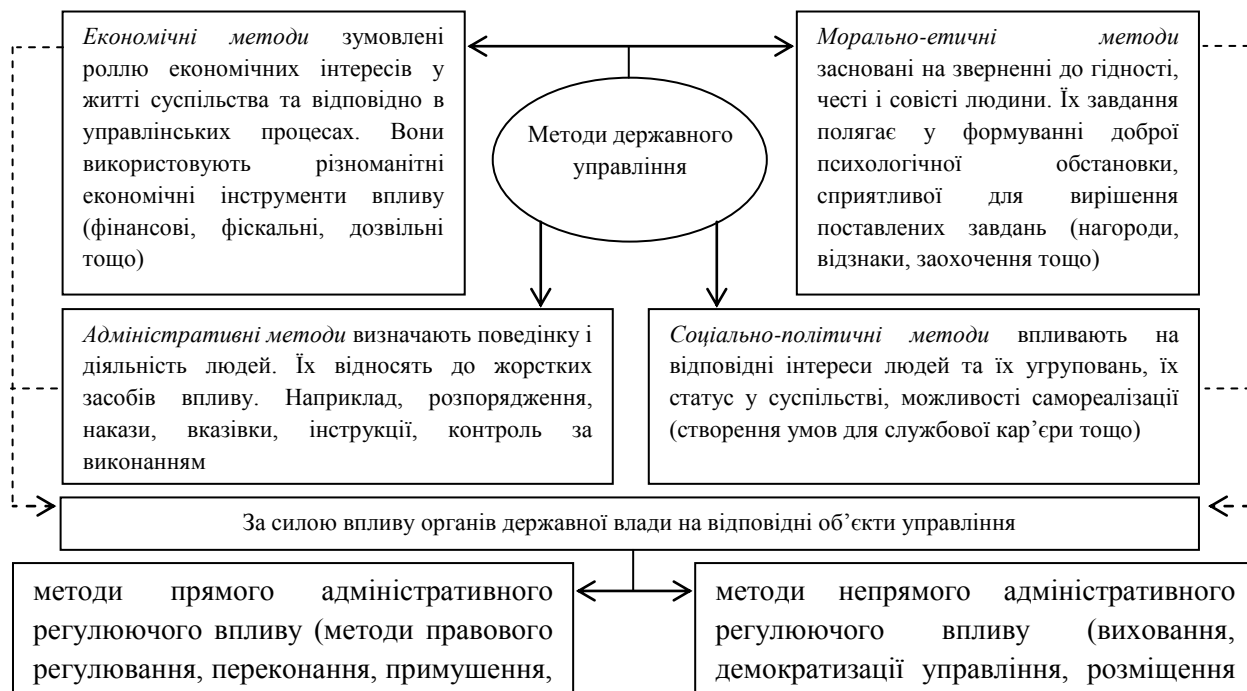 Економічні методи зумовлені
роллю економічних інтересів у
житті суспільства та відповідно в
управлінських процесах. Вони
використовують різноманітні
економічні інструменти впливу
(фінансові, фіскальні, дозвільні
тощо)
Методи державного
управління
Морально-етичні методи
засновані на зверненні до гідності,
честі і совісті людини. Їх завдання
полягає у формуванні доброї
психологічної обстановки,
сприятливої для вирішення
поставлених завдань (нагороди,
відзнаки, заохочення тощо)
Адміністративні методи визначають поведінку і
діяльність людей. Їх відносять до жорстких
засобів впливу. Наприклад, розпорядження,
накази, вказівки, інструкції, контроль за
виконанням
Соціально-політичні методи впливають на
відповідні інтереси людей та їх угруповань, їх
статус у суспільстві, можливості самореалізації
(створення умов для службової кар’єри тощо)
За силою впливу органів державної влади на відповідні об’єкти управління
методи прямого адміністративного
регулюючого впливу (методи правового
регулювання, переконання, примушення,
методи непрямого адміністративного
регулюючого впливу (виховання,
демократизації управління, розміщення